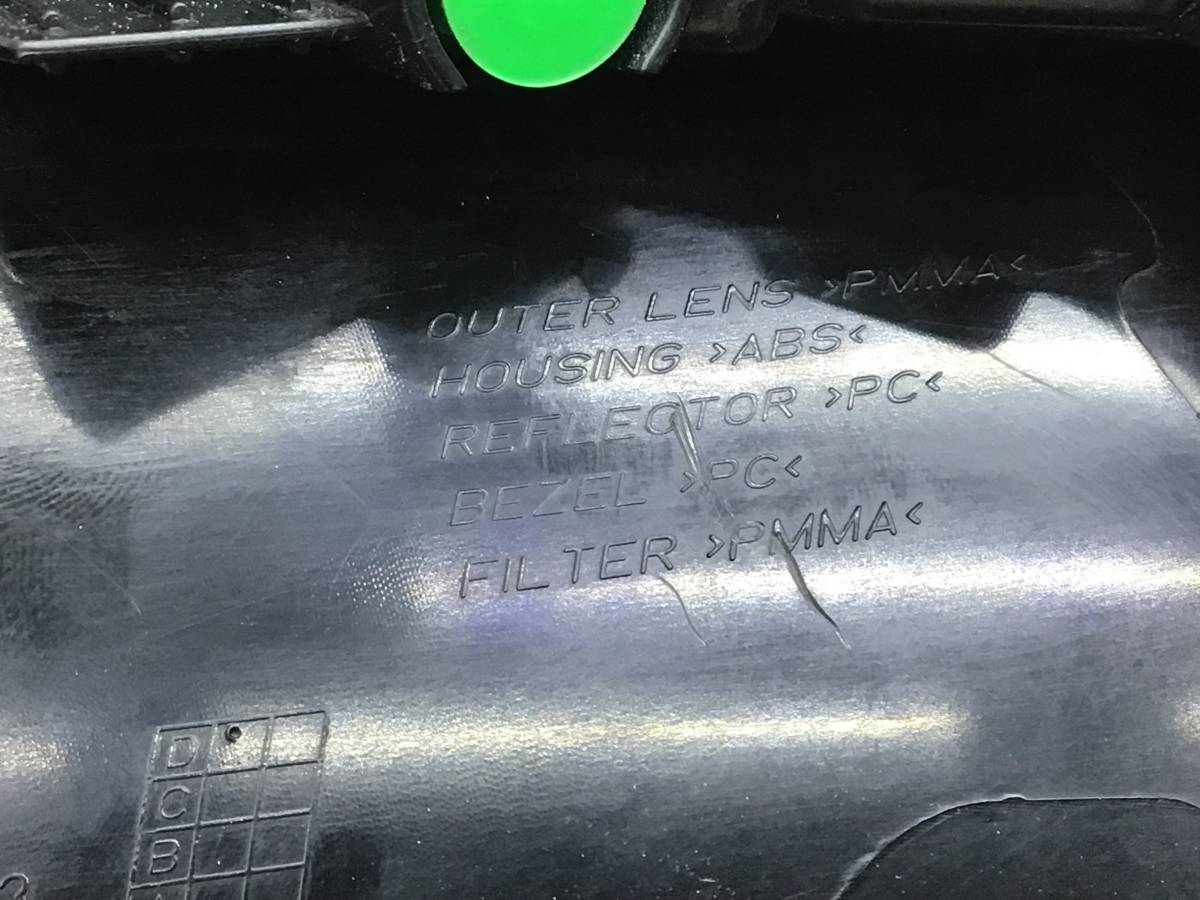 OUTER LENS >PMMA<
HOUSING >ABS<
REFLECTOR >PC<
BEZEL >PC<
FILTER >PMMA<
D
C
B